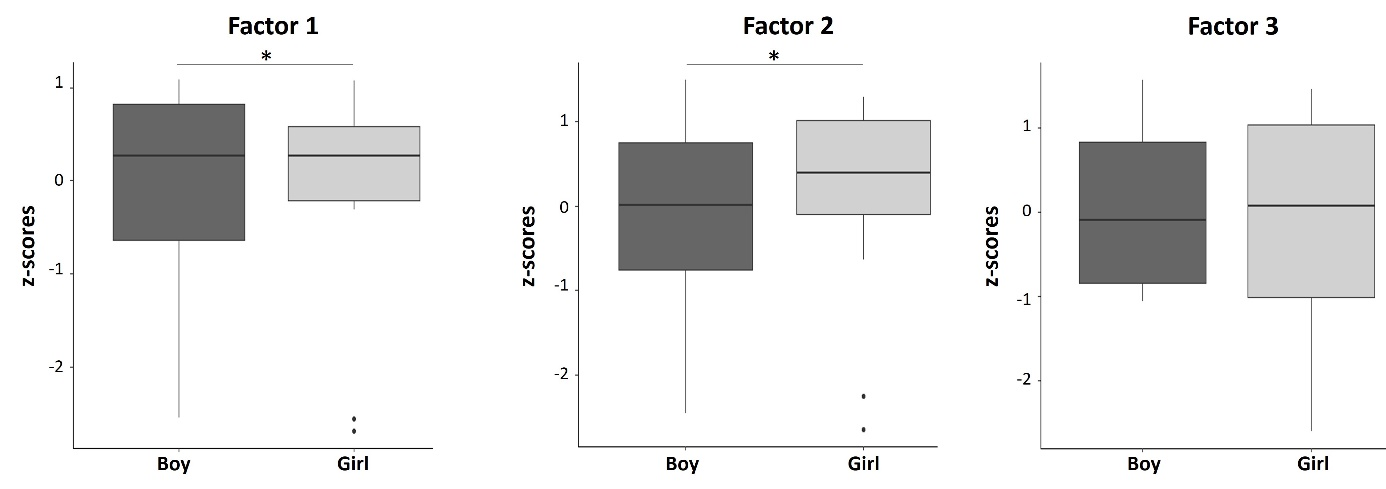 Factor 1
*
z-scores
1
0
-1
-2
Boy Girl
Factor 2
*
z-scores
1
0
-1
-2
Boy Girl
Factor 3
z-scores
1
0
-1
-2
Boy Girl